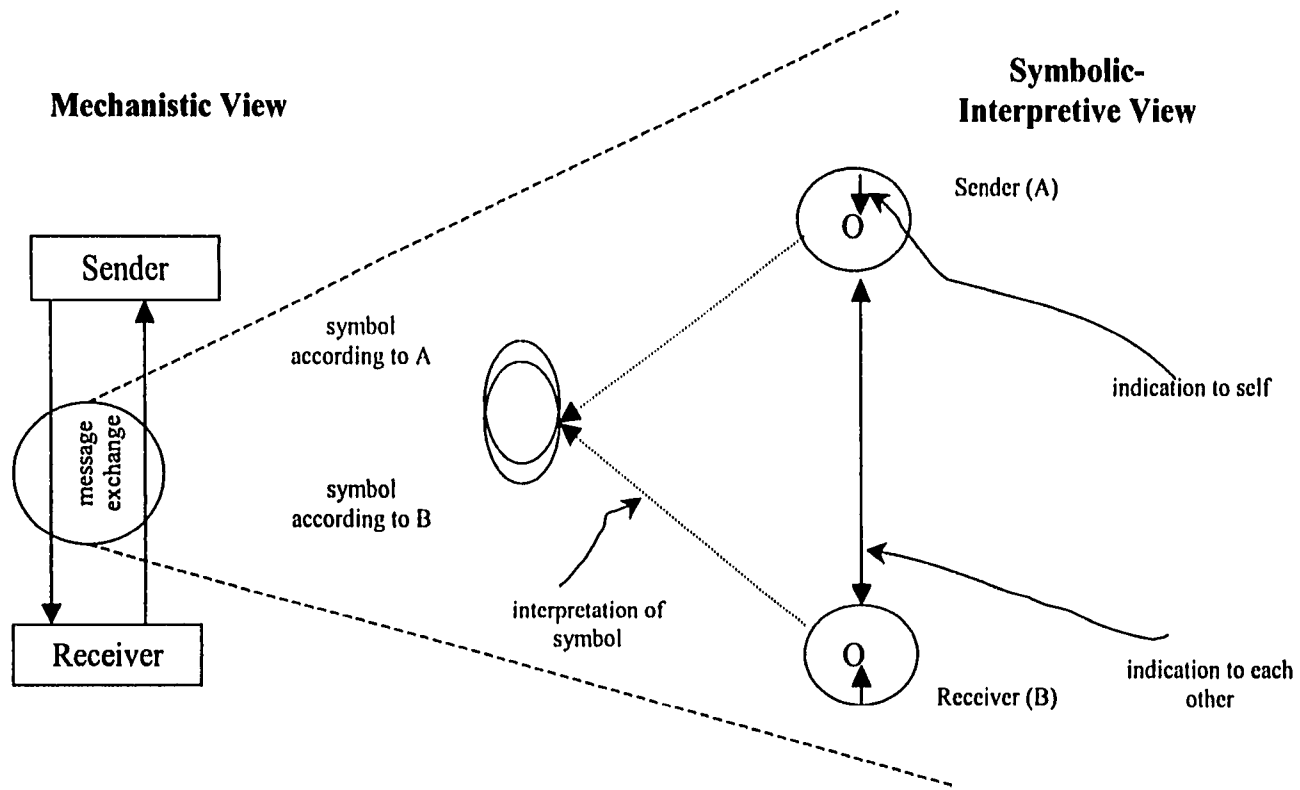 Mechanistic View
Symbolic-
Interpretive View
Sender
Receiver
message
exchange
symbol
according to A
symbol
according to B
interpretation of
symbol
Sender (A)
O
indication to self
O
Receiver (B)
indication to each
other